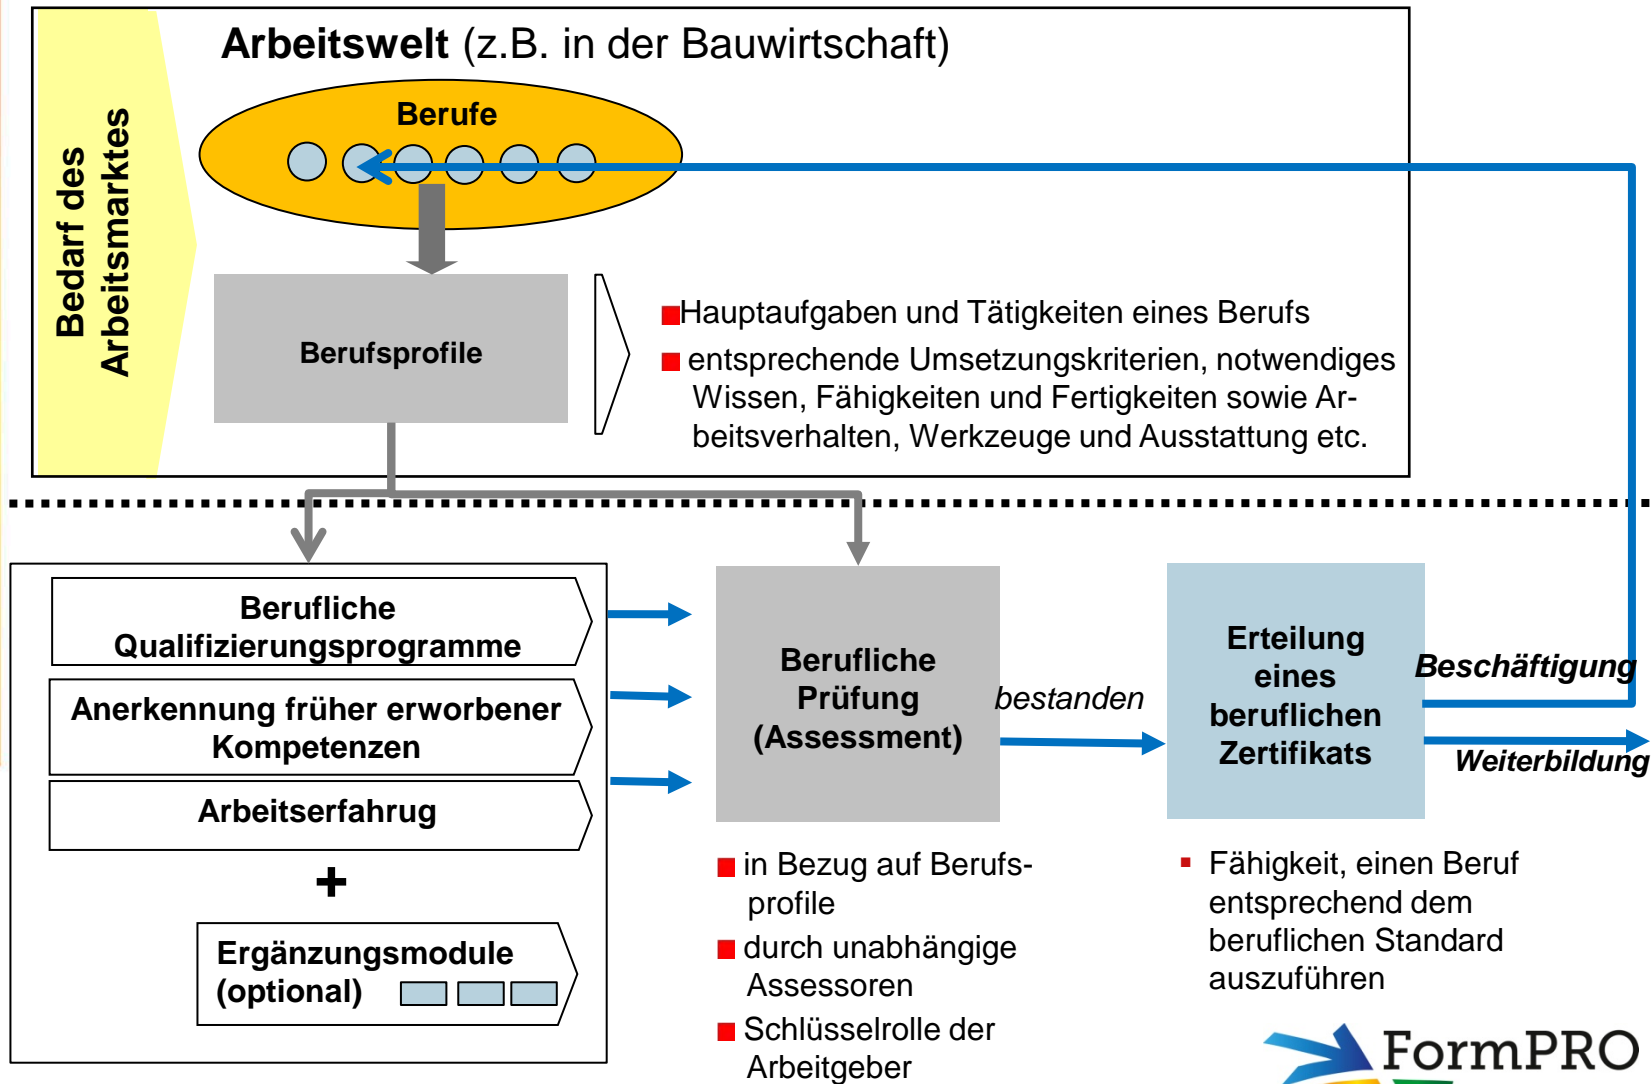 Arbeitswelt (z.B. in der Bauwirtschaft)
Bedarf des
Arbeitsmarktes
Berufe
Berufsprofile
Hauptaufgaben und Tätigkeiten eines Berufs
entsprechende Umsetzungskriterien, notwendiges
Wissen, Fähigkeiten und Fertigkeiten sowie Ar-
beitsverhalten, Werkzeuge und Ausstattung etc.
Berufliche
Qualifizierungsprogramme
Anerkennung früher erworbener
Kompetenzen
Arbeitserfahrug
+
Ergänzungsmodule
(optional)
Berufliche
Prüfung
(Assessment)
bestanden
Erteilung
eines
beruflichen
Zertifikats
Beschäftigung
Weiterbildung
in Bezug auf Berufs-
profile
durch unabhängige
Assessoren
Schlüsselrolle der
Arbeitgeber
Fähigkeit, einen Beruf
entsprechend dem
beruflichen Standard
auszuführen
FormPRO